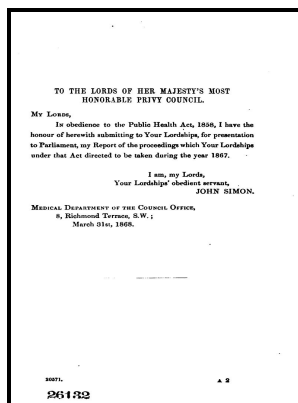 TO THE LORDS OF HER MAJESTY'S MOST
HONORABLE PRIVY COUNCIL.
MY LORDS,
IN obedience to the Public Health Act, 1858, I have the
honour of herewith submitting to Your Lordships, for presentation
to Parliament, my Report of the proceedings which Your Lordships
under that Act directed to be taken during the year 1867.
I am, my Lords,
Your Lordships' obedient servant,
JOHN SIMON.
MEDICAL DEPARTMENT OF THE COUNCIL OFFICE,
8, Richmond Terrace, S.W. ;
March 31st, 1868.
20371.
A 2
26132